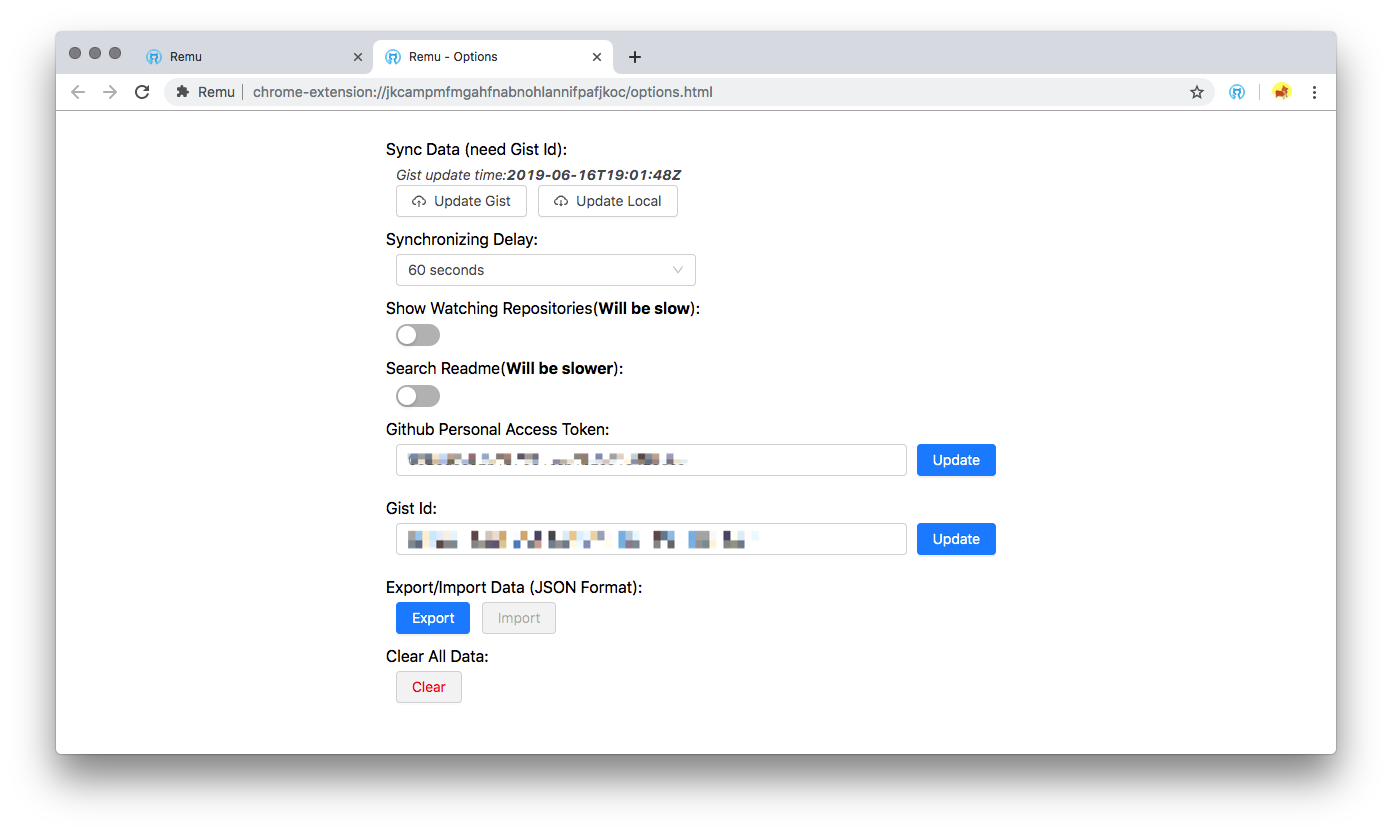 Remu
Remu - Options
Remu
chrome-extension://jkcampmfmgahfnabnohlannifpafjkoc/options.html
Sync Data (need Gist Id):
Gist update time:2019-06-16T19:01:48Z
Update Gist
Update Local
Synchronizing Delay:
60 seconds
Show Watching Repositories(Will be slow):
Search Readme(Will be slower):
Github Personal Access Token:
Update
Gist Id:
Update
Export/Import Data (JSON Format):
Export
Import
Clear All Data:
Clear